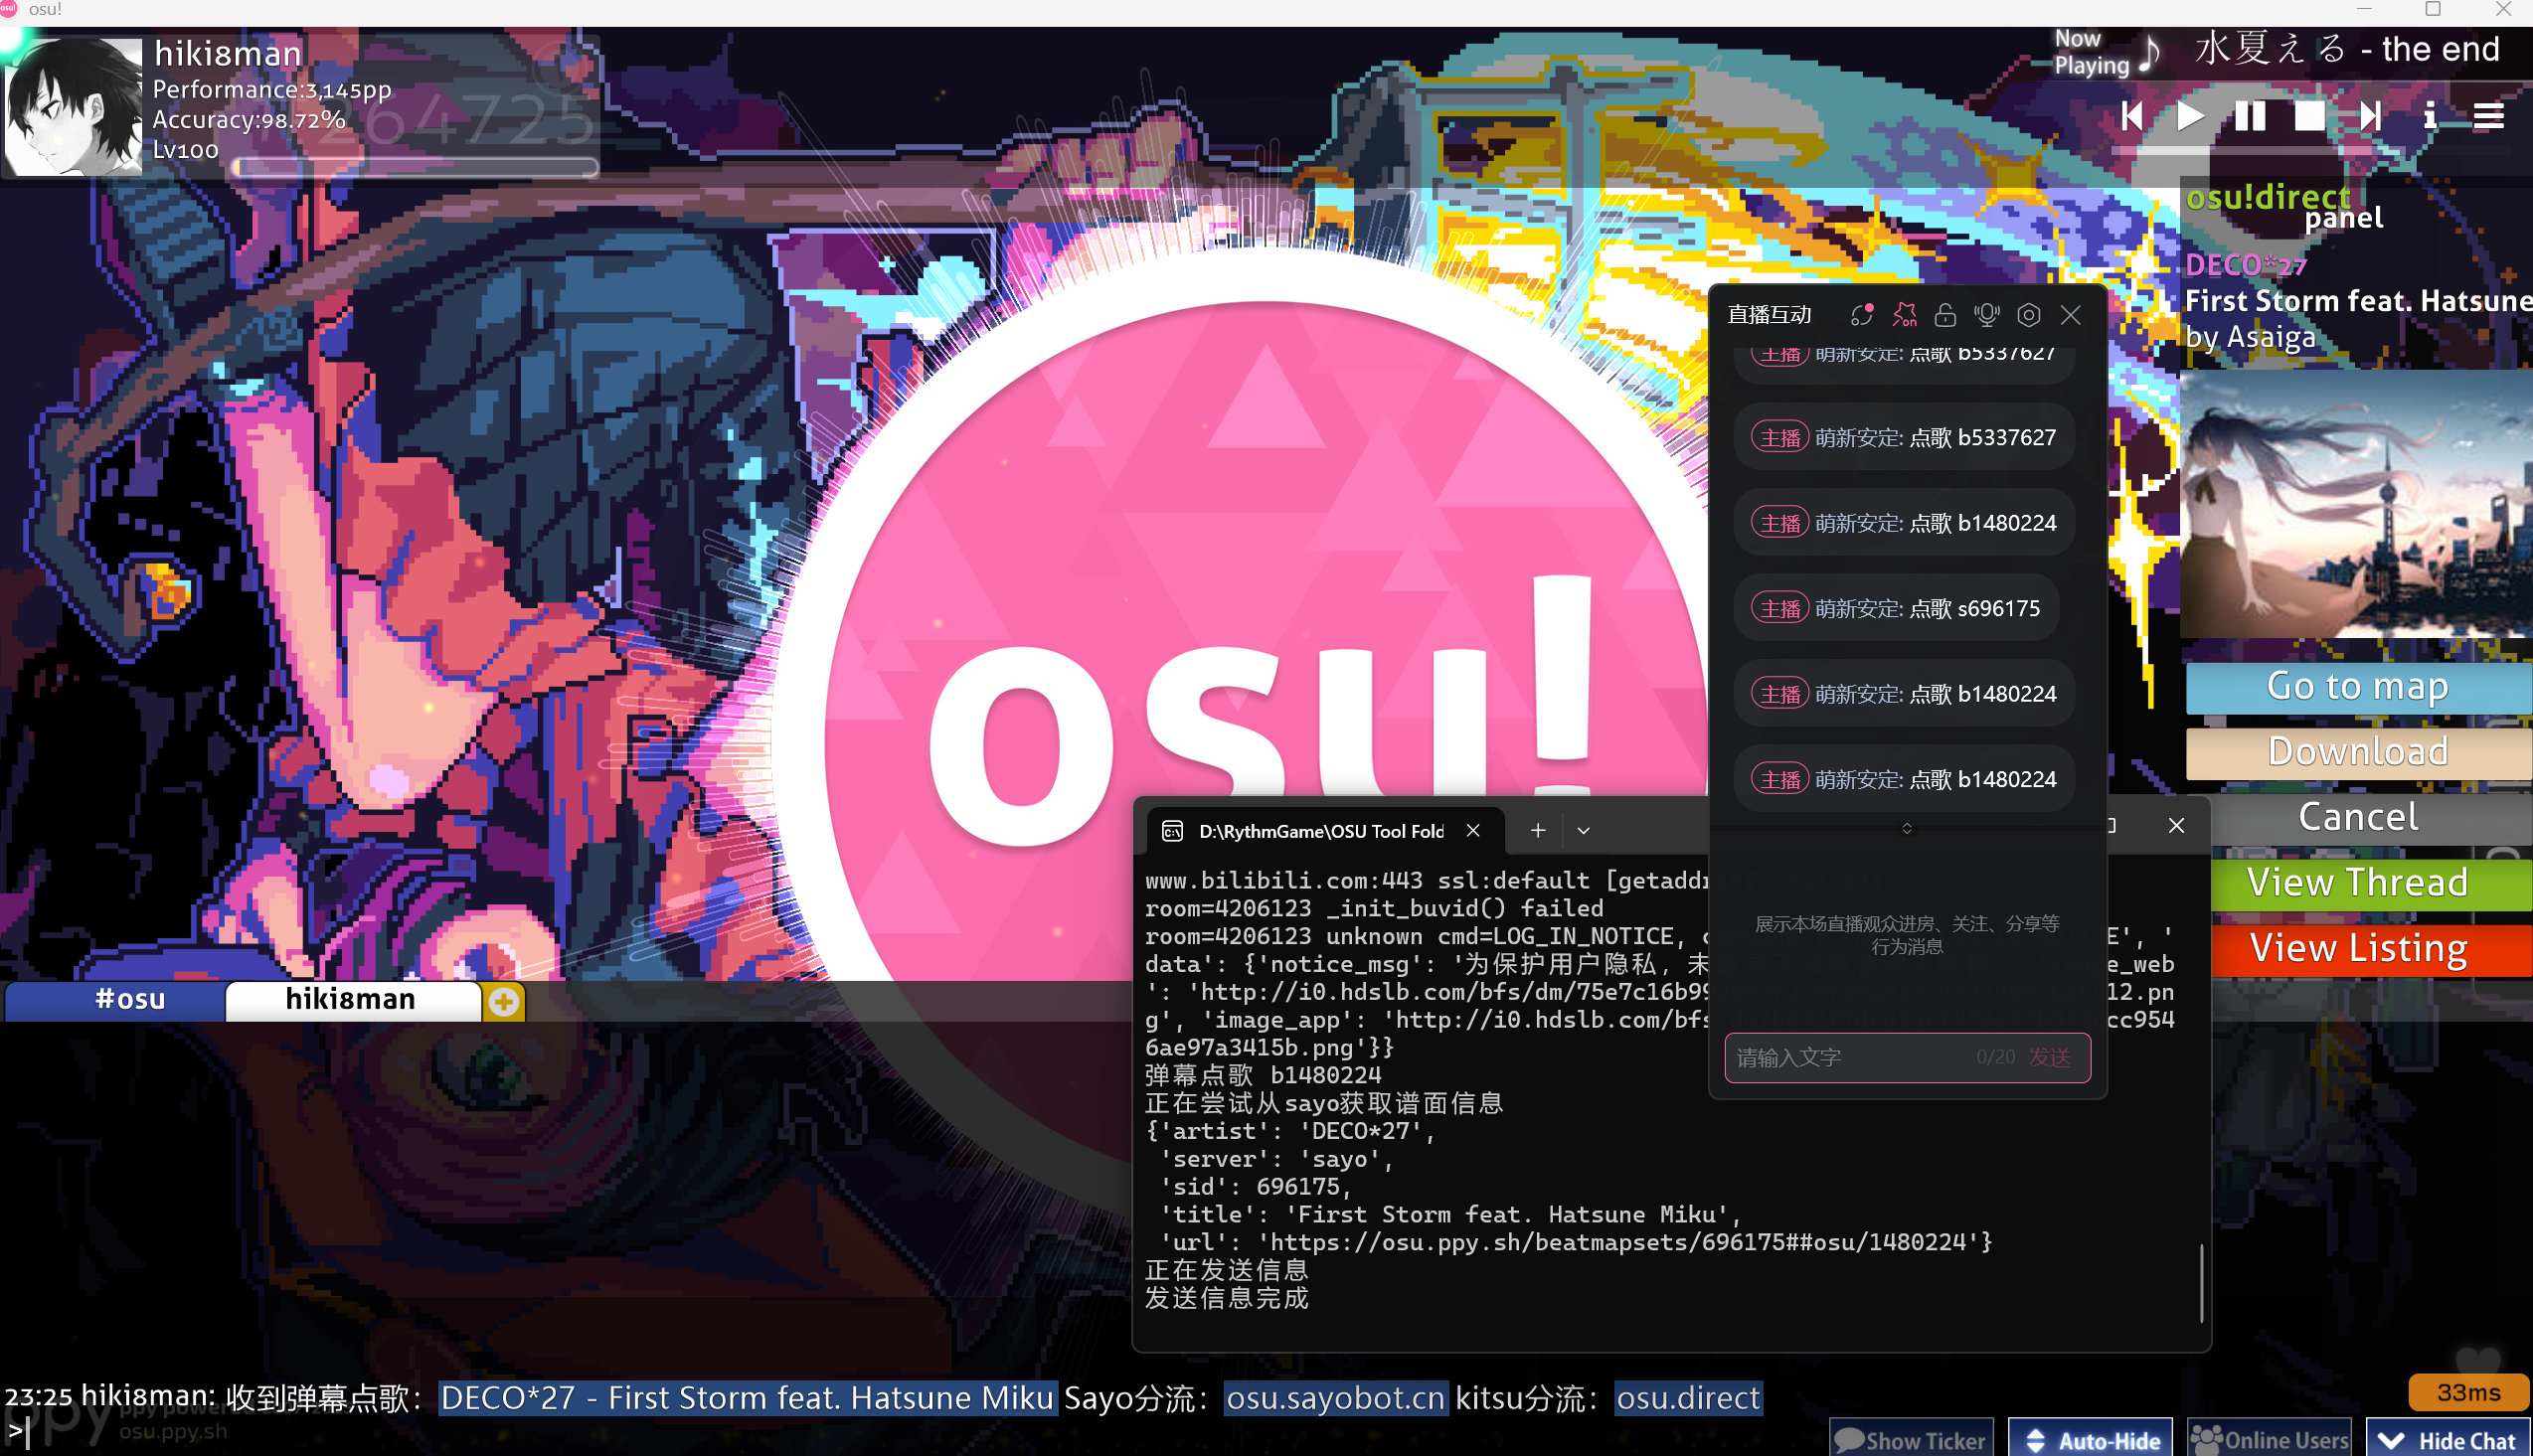 osu!
hiki8man
Performance:3,145pp
Accuracy:98.72%
Lv100
264725
Now
Playing
水夏える - the end
osu!direct
panel
DECO*27
First Storm feat. Hatsune
by Asaiga
Go to map
Download
Cancel
View Thread
View Listing
osu!
直播互动
主播 萌新安定: 点歌 b5337627
主播 萌新安定: 点歌 b5337627
主播 萌新安定: 点歌 b1480224
主播 萌新安定: 点歌 s696175
主播 萌新安定: 点歌 b1480224
主播 萌新安定: 点歌 b1480224
展示本场直播观众进房、关注、分享等
行为消息
请输入文字 0/20 发送
D:\RythmGame\OSU Tool Fold
www.bilibili.com:443 ssl:default
room=4206123 _init_buvid() failed
room=4206123 unknown cmd=LOG_IN_NOTICE, E', '
data': {'notice_msg': '为保护用户隐私, 未 e_web
': 'http://i0.hdslb.com/bfs/dm/75e7c16b99 12.pn
g', 'image_app': 'http://i0.hdslb.com/bfs cc954
6ae97a3415b.png'}}
弹幕点歌 b1480224
正在尝试从sayo获取谱面信息
{'artist': 'DECO*27',
'server': 'sayo',
'sid': 696175,
'title': 'First Storm feat. Hatsune Miku',
'url': 'https://osu.ppy.sh/beatmapsets/696175##osu/1480224'}
正在发送信息
发送信息完成
#osu
hiki8man
23:25 hiki8man: 收到弹幕点歌: DECO*27 - First Storm feat. Hatsune Miku Sayo分流: osu.sayobot.cn kitsu分流: osu.direct
ppy
osu.ppy.sh
>
33ms
Show Ticker
Auto-Hide
Online Users
Hide Chat